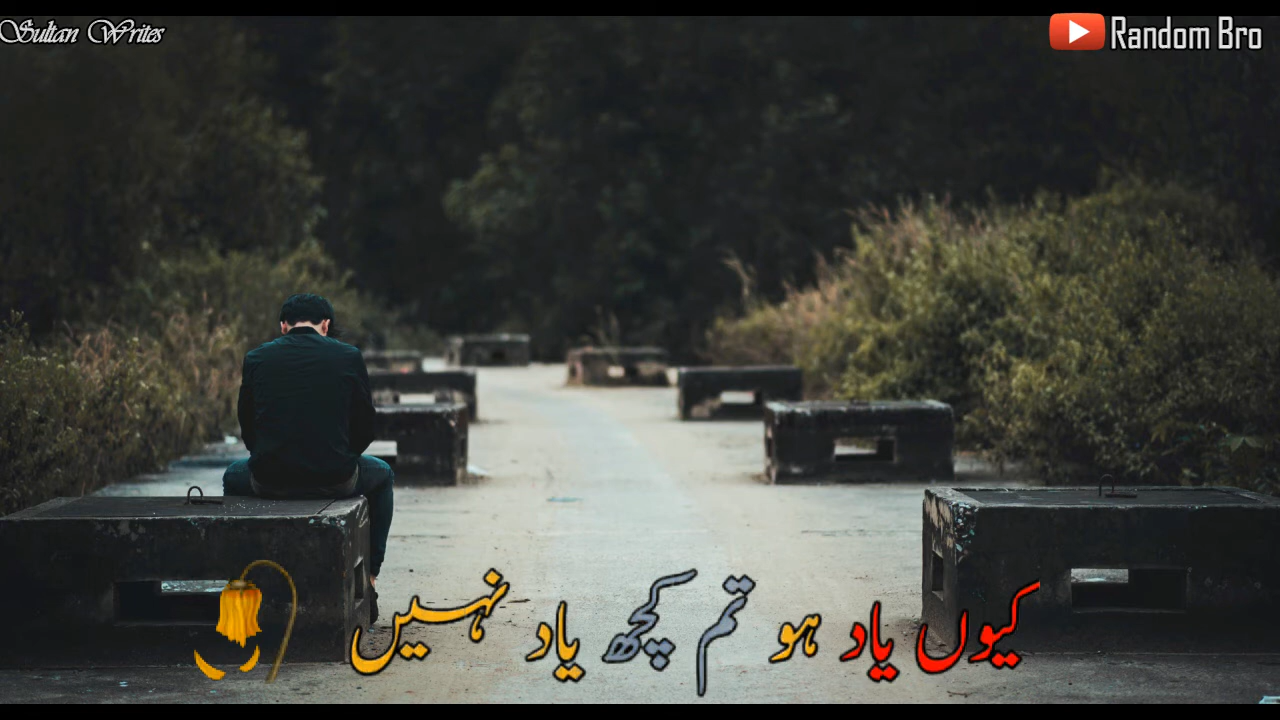 Sultan Writes
Random Bro
کیوں یاد ہو تم کچھ یاد نہیں